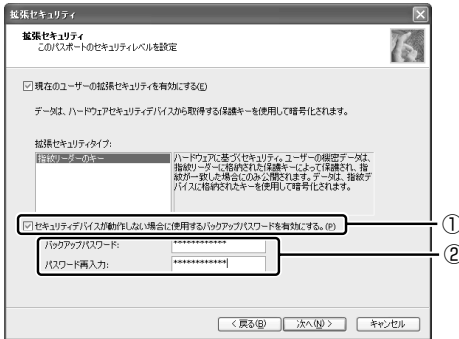 拡張セキュリティ
拡張セキュリティ
このパスポートのセキュリティレベルを設定
現在のユーザーの拡張セキュリティを有効にする(E)
データは、ハードウェアセキュリティデバイスから取得する保護キーを使用して暗号化されます。
拡張セキュリティタイプ:
指紋リーダーのキー
ハードウェアに基づくセキュリティ。ユーザーの機密データは、
指紋リーダーに格納された保護キーによって保護され、指
紋が一致した場合にのみ公開されます。データは、指紋デ
バイスに格納されたキーを使用して暗号化されます。
セキュリティデバイスが動作しない場合に使用するバックアップパスワードを有効にする。(P)
①
バックアップパスワード: ************
②
パスワード再入力: ************
< 戻る(B) 次へ(N) > キャンセル